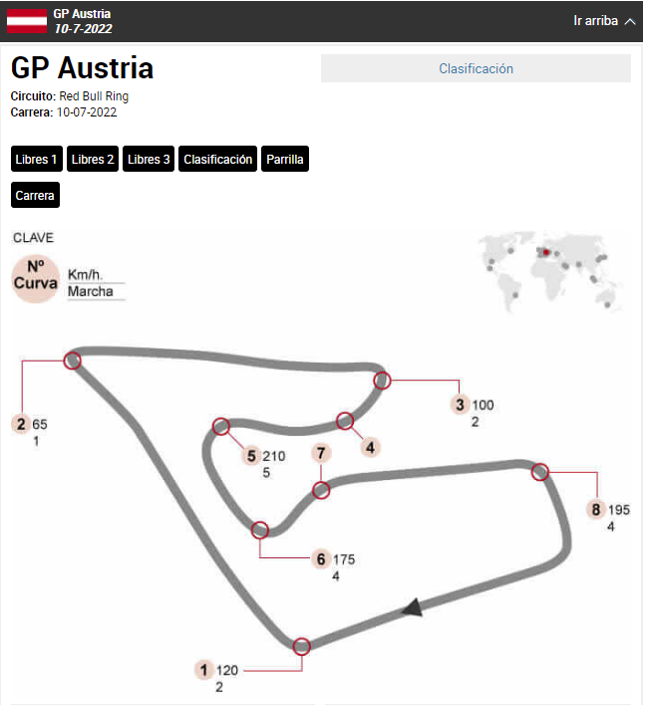 GP Austria
10-7-2022
Ir arriba
GP Austria
Clasificación
Circuito: Red Bull Ring
Carrera: 10-07-2022
Libres 1 Libres 2 Libres 3 Clasificación Parrilla
Carrera
CLAVE
Nº
Curva
Km/h.
Marcha
2 65
1
3 100
2
4
5 210
5
7
8 195
4
6 175
4
1 120
2